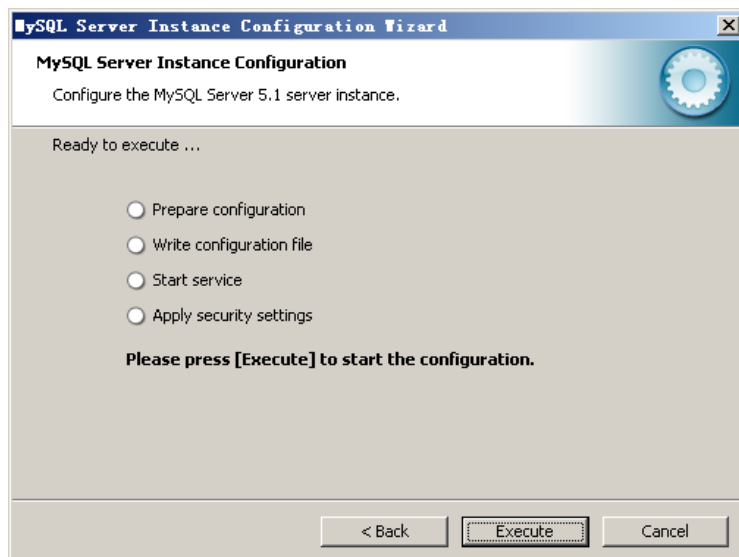 MySQL Server Instance Configuration Wizard
MySQL Server Instance Configuration
Configure the MySQL Server 5.1 server instance.
Ready to execute ...
Prepare configuration
Write configuration file
Start service
Apply security settings
Please press [Execute] to start the configuration.
< Back
Execute
Cancel